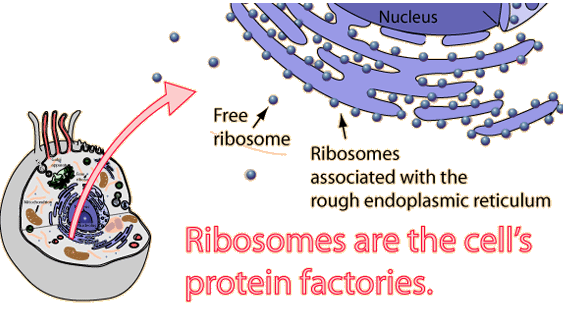 Nucleus
Free
ribosome
Ribosomes
associated with the
rough endoplasmic reticulum
Ribosomes are the cell's
protein factories.